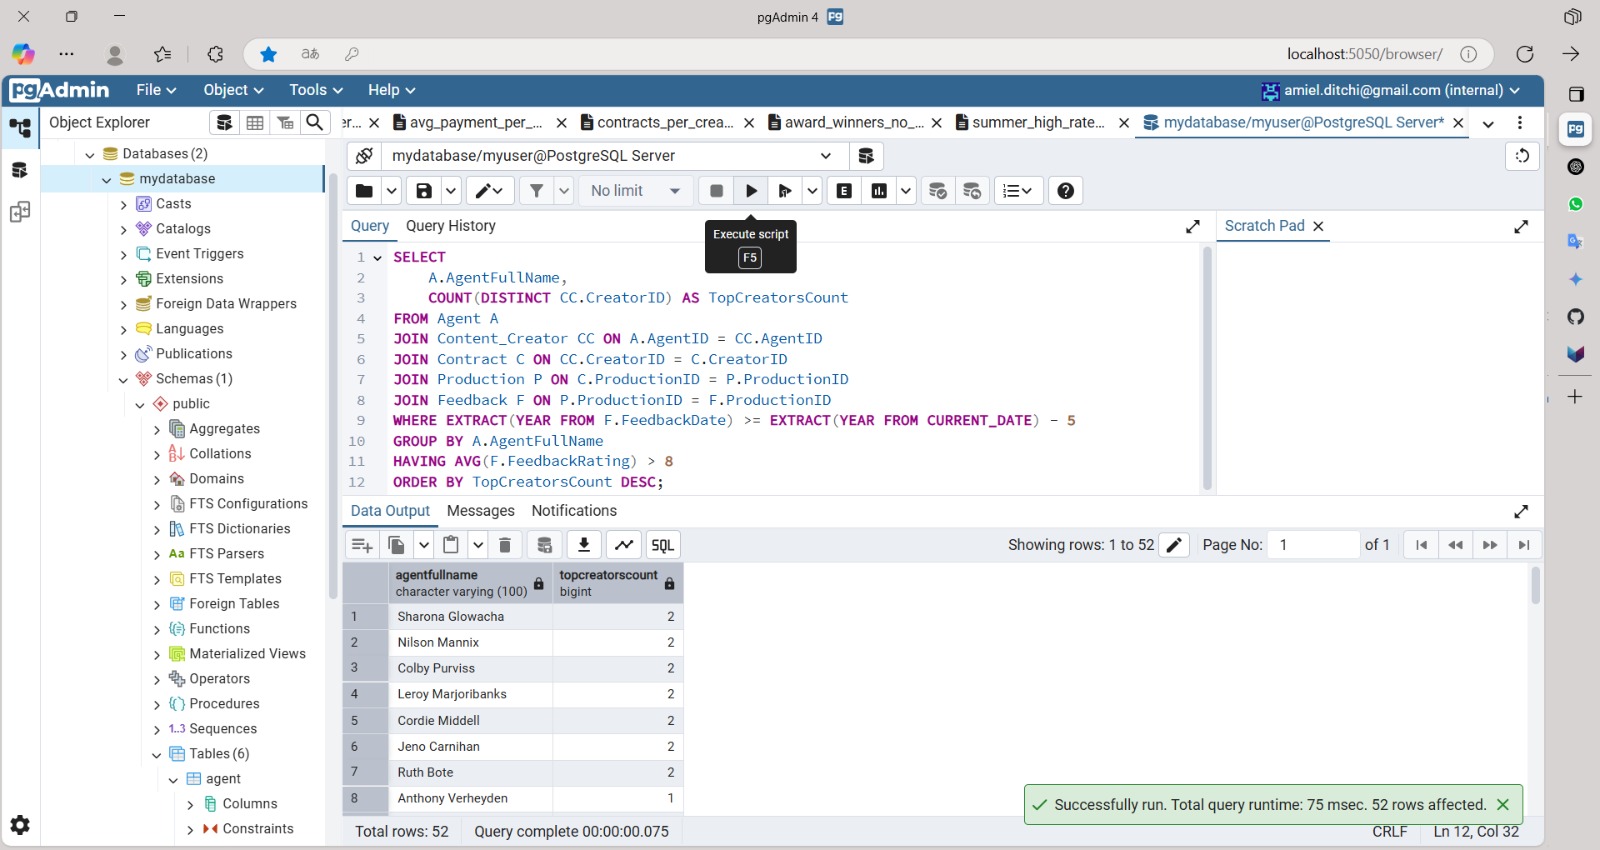 pgAdmin 4
localhost:5050/browser/
pgAdmin
File
Object
Tools
Help
amiel.ditchi@gmail.com (internal)
Object Explorer
er...
avg_payment_per_...
contracts_per_crea...
award_winners_no_...
summer_high_rate...
mydatabase/myuser@PostgreSQL Server*
Databases (2)
mydatabase
Casts
Catalogs
Event Triggers
Extensions
Foreign Data Wrappers
Languages
Publications
Schemas (1)
public
Aggregates
Collations
Domains
FTS Configurations
FTS Dictionaries
Aa FTS Parsers
FTS Templates
Foreign Tables
Functions
Materialized Views
Operators
Procedures
1..3 Sequences
Tables (6)
agent
Columns
Constraints
mydatabase/myuser@PostgreSQL Server
No limit
E
Query
Query History
Execute script
F5
Scratch Pad
1 SELECT
2 A.AgentFullName,
3 COUNT(DISTINCT CC.CreatorID) AS TopCreatorsCount
4 FROM Agent A
5 JOIN Content_Creator CC ON A.AgentID = CC.AgentID
6 JOIN Contract C ON CC.CreatorID = C.CreatorID
7 JOIN Production P ON C.ProductionID = P.ProductionID
8 JOIN Feedback F ON P.ProductionID = F.ProductionID
9 WHERE EXTRACT(YEAR FROM F.FeedbackDate) >= EXTRACT(YEAR FROM CURRENT_DATE) - 5
10 GROUP BY A.AgentFullName
11 HAVING AVG(F.FeedbackRating) > 8
12 ORDER BY TopCreatorsCount DESC;
Data Output
Messages
Notifications
SQL
Showing rows: 1 to 52
Page No: 1 of 1
agentfullname
character varying (100)
topcreatorscount
bigint
1 Sharona Glowacha 2
2 Nilson Mannix 2
3 Colby Purviss 2
4 Leroy Marjoribanks 2
5 Cordie Middell 2
6 Jeno Carnihan 2
7 Ruth Bote 2
8 Anthony Verheyden 1
Successfully run. Total query runtime: 75 msec. 52 rows affected.
Total rows: 52
Query complete 00:00:00.075
CRLF
Ln 12, Col 32